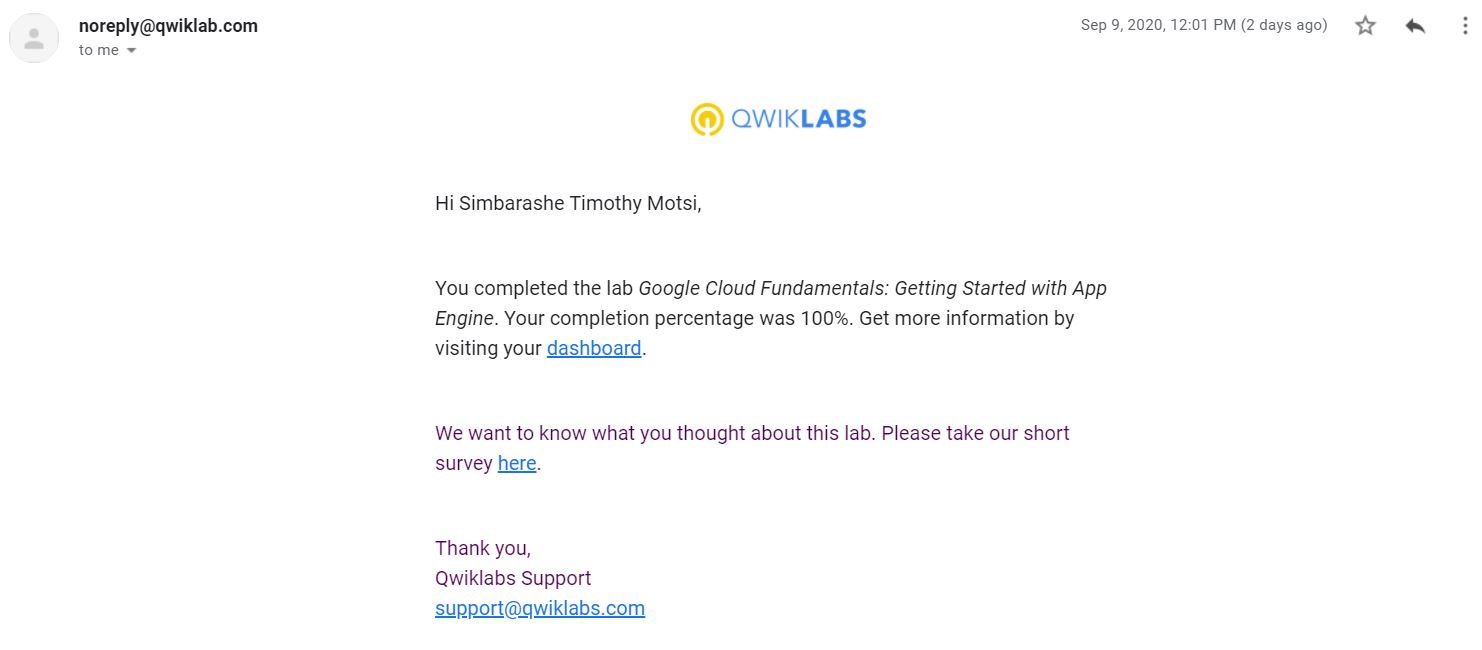 noreply@qwiklab.com
Sep 9, 2020, 12:01 PM (2 days ago)
to me
QWIKLABS
Hi Simbarashe Timothy Motsi,
You completed the lab Google Cloud Fundamentals: Getting Started with App
Engine. Your completion percentage was 100%. Get more information by
visiting your dashboard.
We want to know what you thought about this lab. Please take our short
survey here.
Thank you,
Qwiklabs Support
support@qwiklabs.com